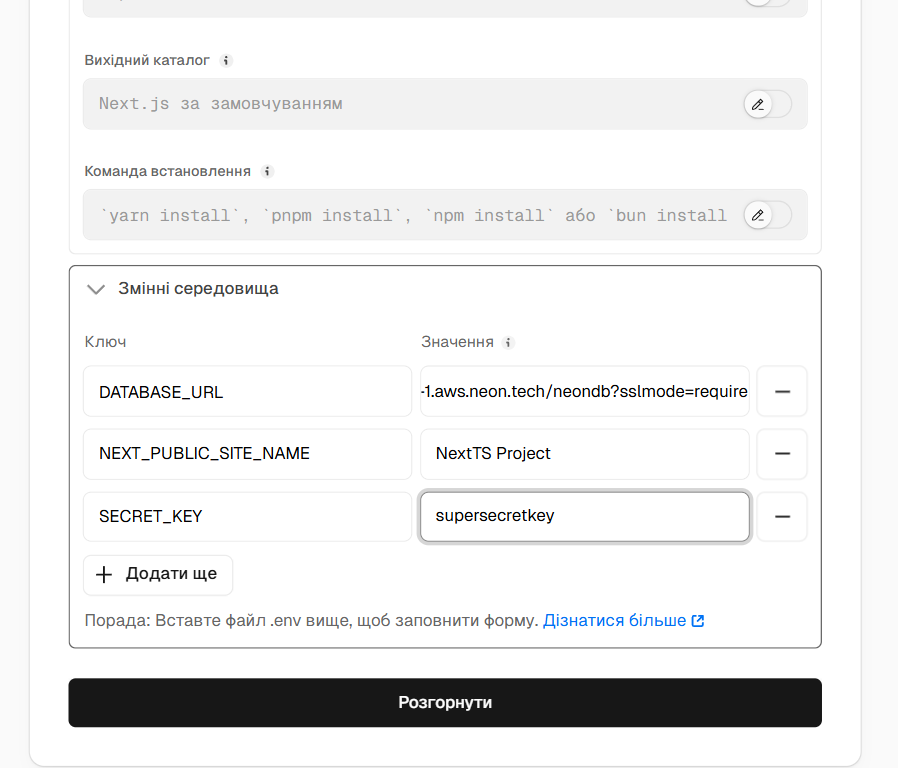 Вихідний каталог
Next.js за замовчуванням
Команда встановлення
`yarn install`, `pnpm install`, `npm install` або `bun install
Змінні середовища
Ключ Значення
DATABASE_URL -1.aws.neon.tech/neondb?sslmode=require
NEXT_PUBLIC_SITE_NAME NextTS Project
SECRET_KEY supersecretkey
Додати ще
Порада: Вставте файл .env вище, щоб заповнити форму. Дізнатися більше
Розгорнути